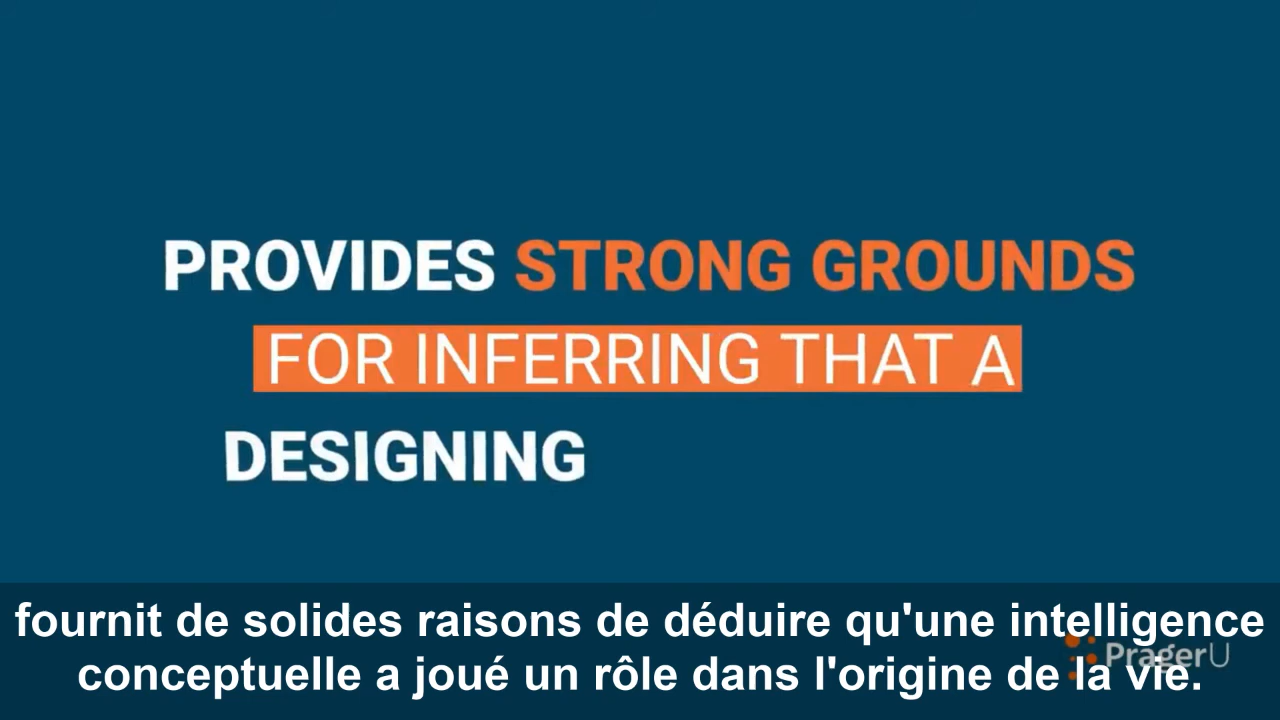 PROVIDES STRONG GROUNDS
FOR INFERRING THAT A
DESIGNING
fournit de solides raisons de déduire qu'une intelligence
conceptuelle a joué un rôle dans l'origine de la vie.
PragerU